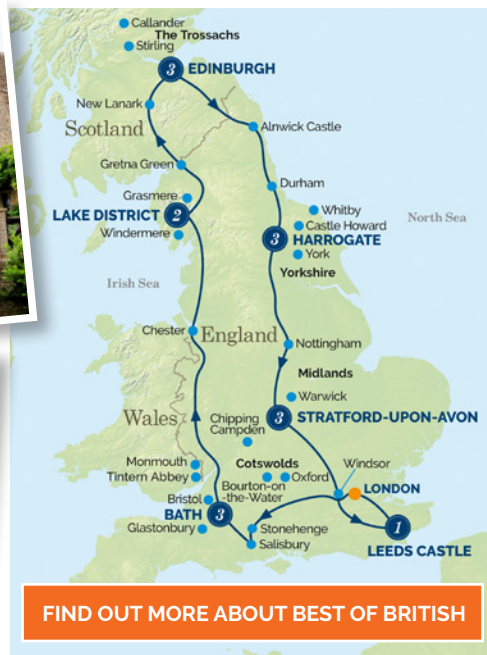 Callander
The Trossachs
Stirling
3 EDINBURGH
New Lanark
Scotland
Alnwick Castle
Gretna Green
Durham
Grasmere
LAKE DISTRICT 2
Windermere
Whitby
Castle Howard
3 HARROGATE
York
Yorkshire
North Sea
Irish Sea
Chester
England
Nottingham
Midlands
Warwick
3 STRATFORD-UPON-AVON
Wales
Chipping
Campden
Cotswolds
Windsor
Monmouth
Tintern Abbey
Oxford
Bourton-on
-the-Water
LONDON
Bristol
BATH 3
Glastonbury
Stonehenge
Salisbury
1
LEEDS CASTLE
FIND OUT MORE ABOUT BEST OF BRITISH